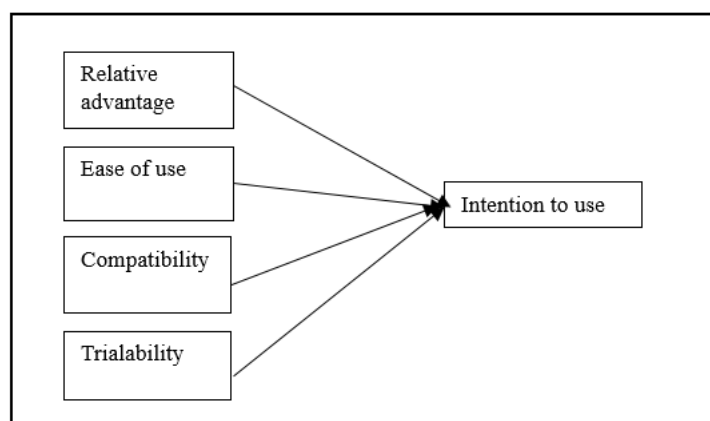 Relative
advantage
Ease of use
Intention to use
Compatibility
Trialability